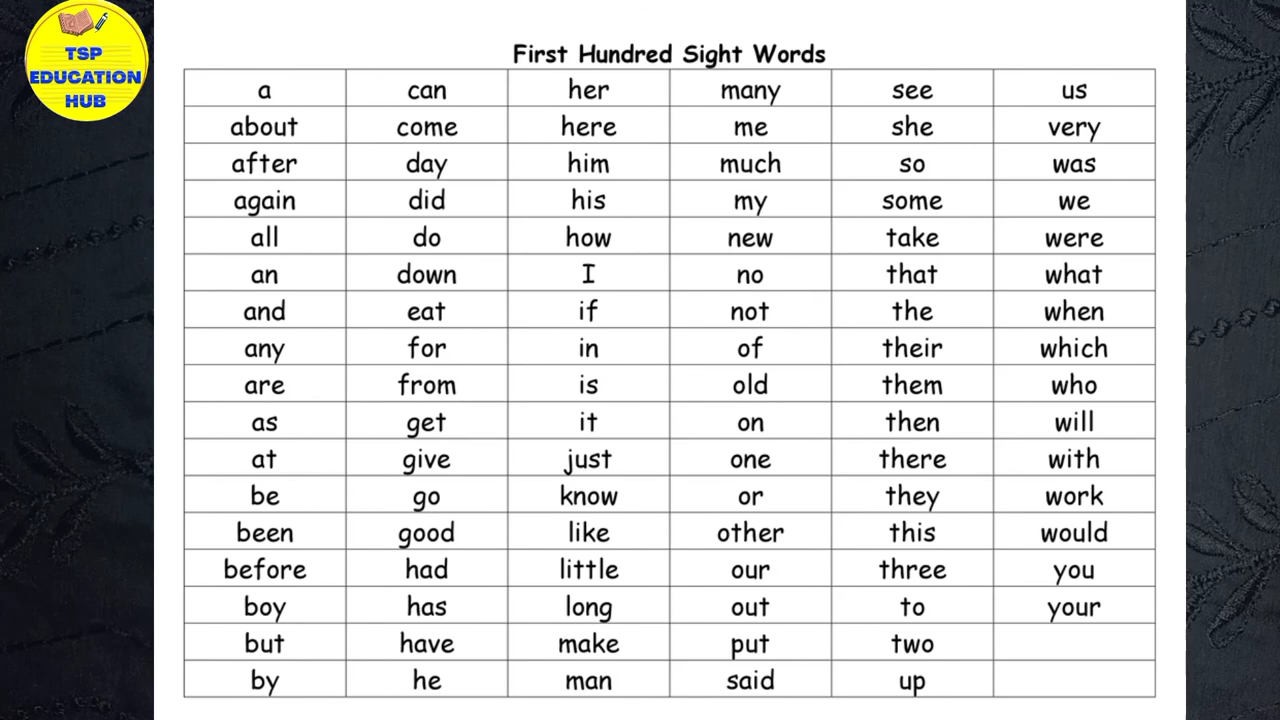 TSP
EDUCATION
HUB
First Hundred Sight Words
a can her many see us
about come here me she very
after day him much so was
again did his my some we
all do how new take were
an down I no that what
and eat if not the when
any for in of their which
are from is old them who
as get it on then will
at give just one there with
be go know or they work
been good like other this would
before had little our three you
boy has long out to your
but have make put two
by he man said up